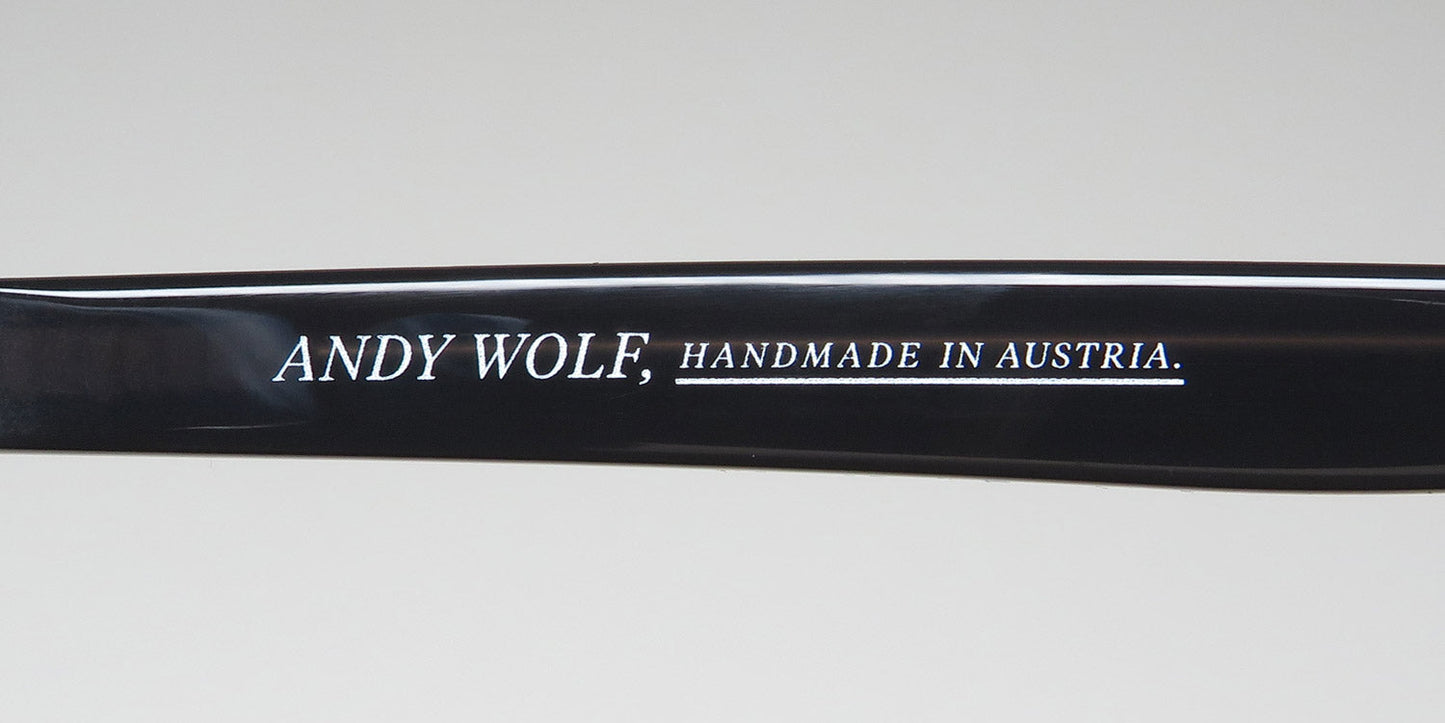 ANDY WOLF, HANDMADE IN AUSTRIA.